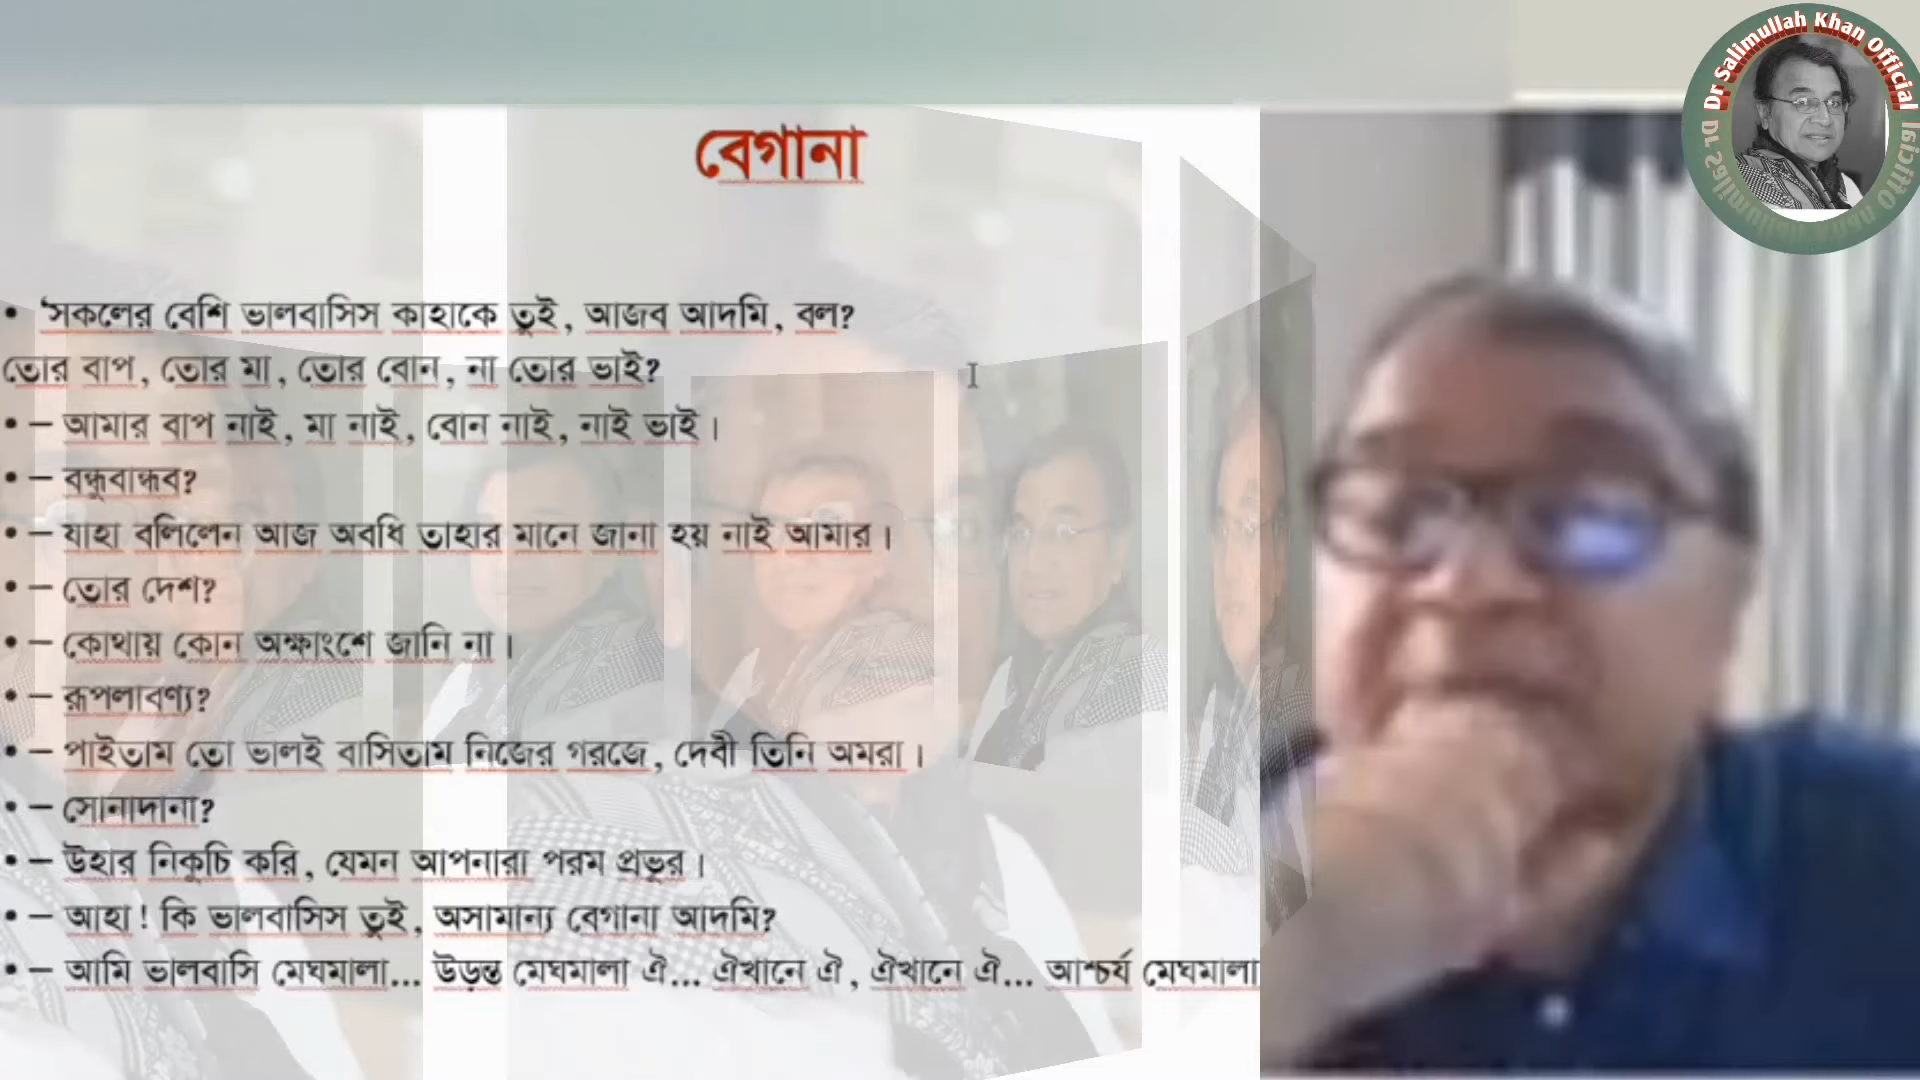 Dr Salimullah Khan Official
বেগানা
• 'সকলের বেশি ভালবাসিস কাহাকে তুই, আজব আদমি, বল?
তোর বাপ, তোর মা, তোর বোন, না তোর ভাই?
• – আমার বাপ নাই, মা নাই, বোন নাই, নাই ভাই।
• – বন্ধুবান্ধব?
• – যাহা বলিলেন আজ অবধি তাহার মানে জানা হয় নাই আমার।
• – তোর দেশ?
• – কোথায় কোন অক্ষাংশে জানি না।
• – রূপলাবণ্য?
• – পাইতাম তো ভালই বাসিতাম নিজের গরজে, দেবী তিনি অমরা।
• – সোনাদানা?
• – উহার নিকুচি করি, যেমন আপনারা পরম প্রভুর।
• – আহা! কি ভালবাসিস তুই, অসামান্য বেগানা আদমি?
• – আমি ভালবাসি মেঘমালা... উড়ন্ত মেঘমালা ঐ... ঐখানে ঐ, ঐখানে ঐ... আশ্চর্য মেঘমালা